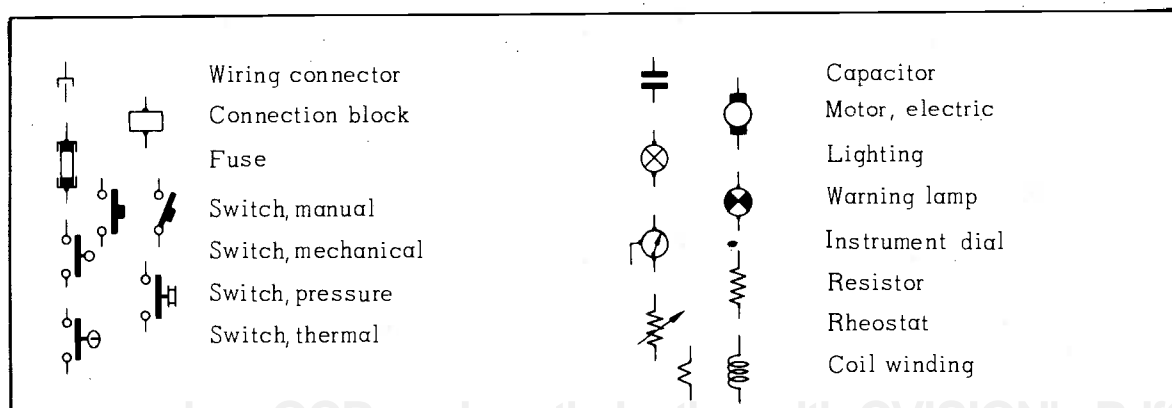 Wiring connector
Connection block
Fuse
Switch, manual
Switch, mechanical
Switch, pressure
Switch, thermal
Capacitor
Motor, electric
Lighting
Warning lamp
Instrument dial
Resistor
Rheostat
Coil winding